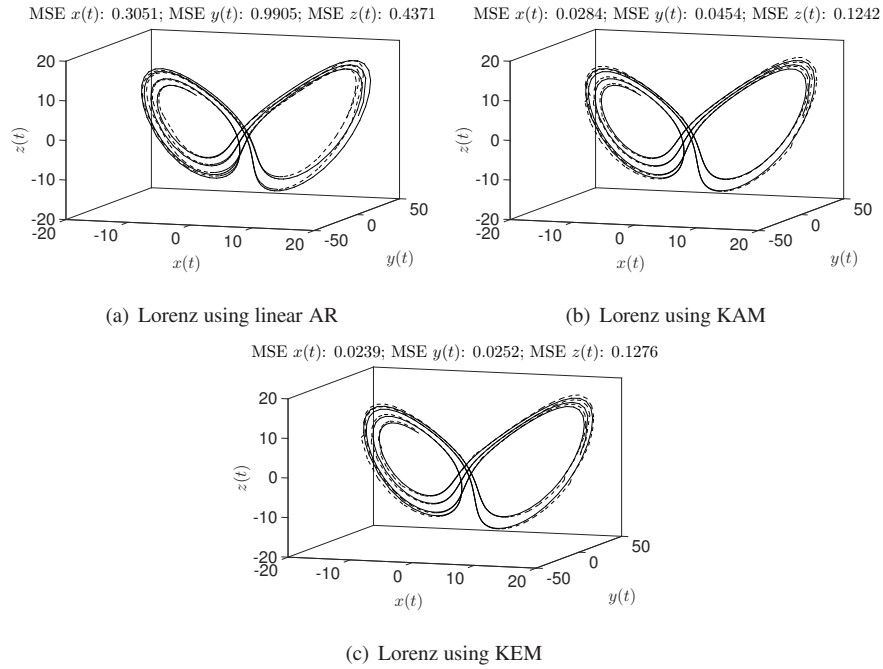 MSE x(t): 0.3051; MSE y(t): 0.9905; MSE z(t): 0.4371
20
10
0
-10
-20
z(t)
-20
-10
0
10
20
x(t)
-50
0
50
y(t)
(a) Lorenz using linear AR
MSE x(t): 0.0284; MSE y(t): 0.0454; MSE z(t): 0.1242
20
10
0
-10
-20
z(t)
-20
-10
0
10
20
x(t)
-50
0
50
y(t)
(b) Lorenz using KAM
MSE x(t): 0.0239; MSE y(t): 0.0252; MSE z(t): 0.1276
20
10
0
-10
-20
z(t)
-20
-10
0
10
20
x(t)
-50
0
50
y(t)
(c) Lorenz using KEM